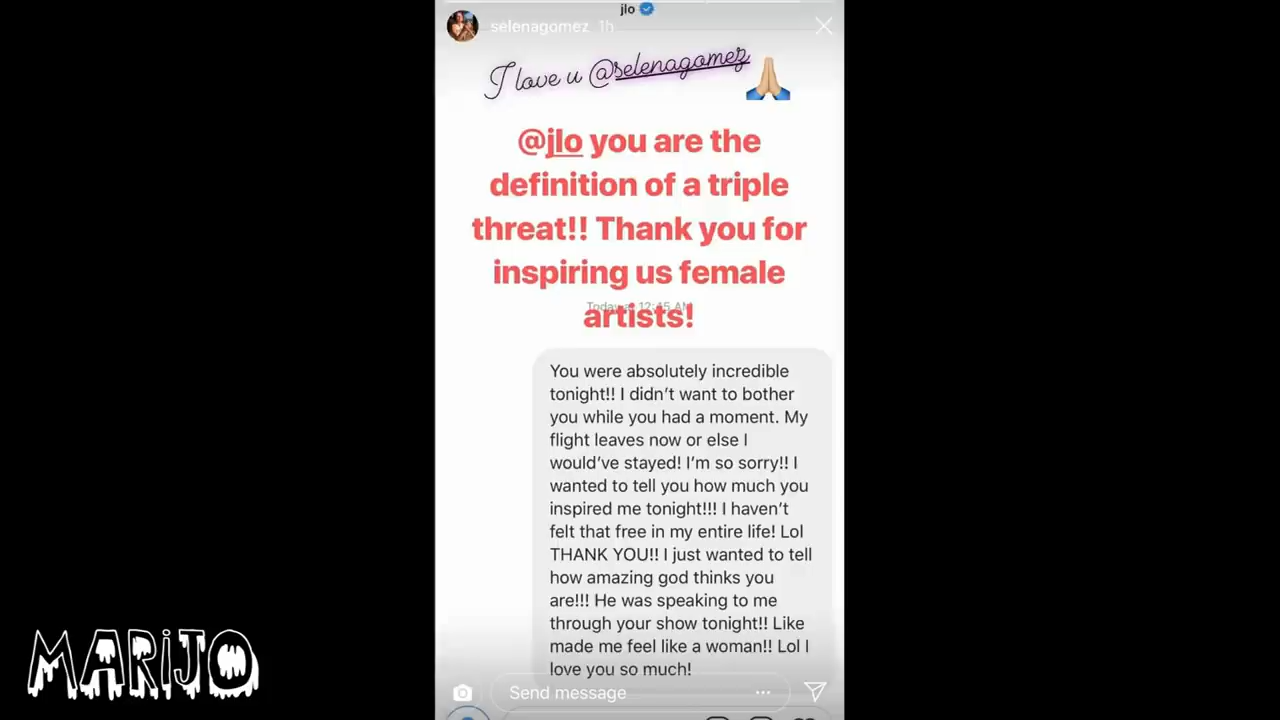 jlo
selenagomez 1h
I love u @selenagomez
@jlo you are the
definition of a triple
threat!! Thank you for
inspiring us female
Today at 12:45 AM
artists!
You were absolutely incredible
tonight!! I didn't want to bother
you while you had a moment. My
flight leaves now or else I
would've stayed! I'm so sorry!! I
wanted to tell you how much you
inspired me tonight!!! I haven't
felt that free in my entire life! Lol
THANK YOU!! I just wanted to tell
how amazing god thinks you
are!!! He was speaking to me
through your show tonight!! Like
made me feel like a woman!! Lol I
love you so much!
Send message
MARiJO